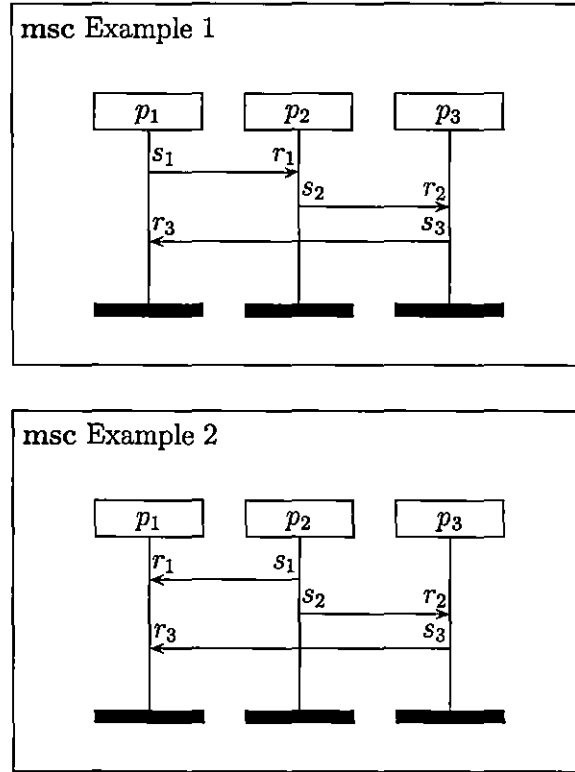 msc Example 1
p₁ p₂ p₃
s₁ r₁
s₂ r₂
r₃ s₃
msc Example 2
p₁ p₂ p₃
r₁ s₁
s₂ r₂
r₃ s₃